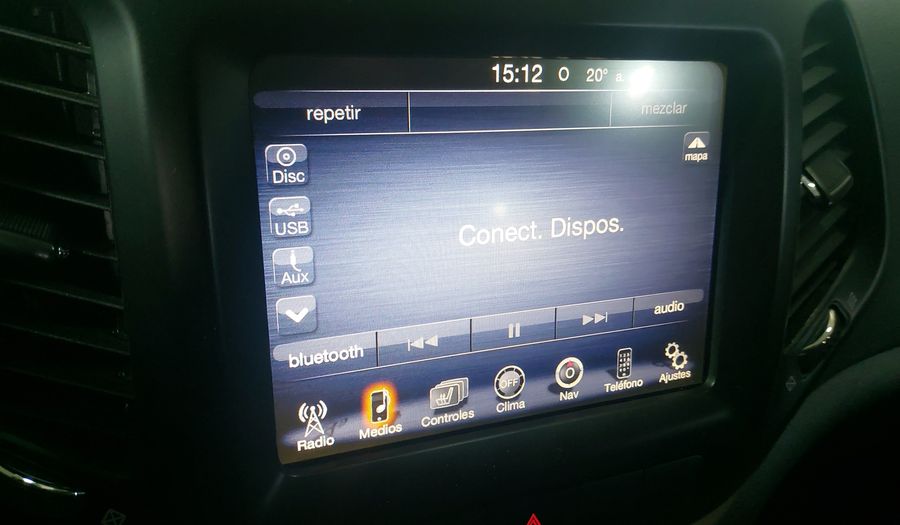 15:12 O 20° a.
repetir mezclar
mapa
Disc
USB
Conect. Dispos.
Aux
audio
bluetooth
Radio Medios Controles OFF Clima Nav Teléfono Ajustes